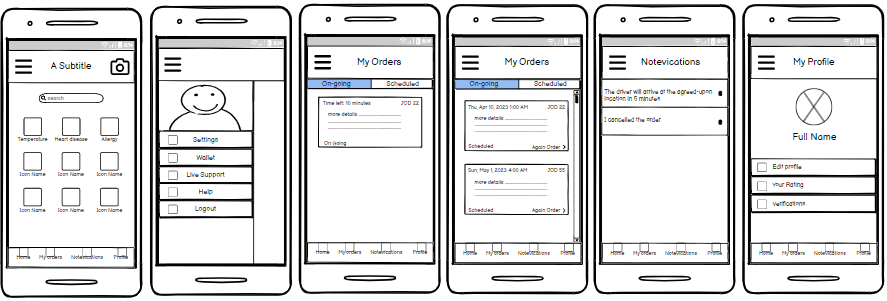 A Subtitle
search
Temperature Heart disease Allergy
Icon Name Icon Name Icon Name
Icon Name Icon Name Icon Name
Home My orders Notevications Profile
Settings
Wallet
Live Support
Help
Logout
My Orders
On-going Scheduled
Time left: 10 minutes JOD 22
more details
On Going
Home My orders Notevications Profile
My Orders
On-going Scheduled
Thu, Apr 10, 2023 1:00 AM JOD 22
more details
Scheduled Again Order >
Sun, May 1, 2023 4:00 AM JOD 55
more details
Scheduled Again Order >
Home My orders Notevications Profile
Notevications
The driver will arrive at the agreed-upon
location in 5 minutes
I cancelled the order
Home My orders Notevications Profile
My Profile
Full Name
Edit profile
Your Rating
Verifications
Home My orders Notevications Profile